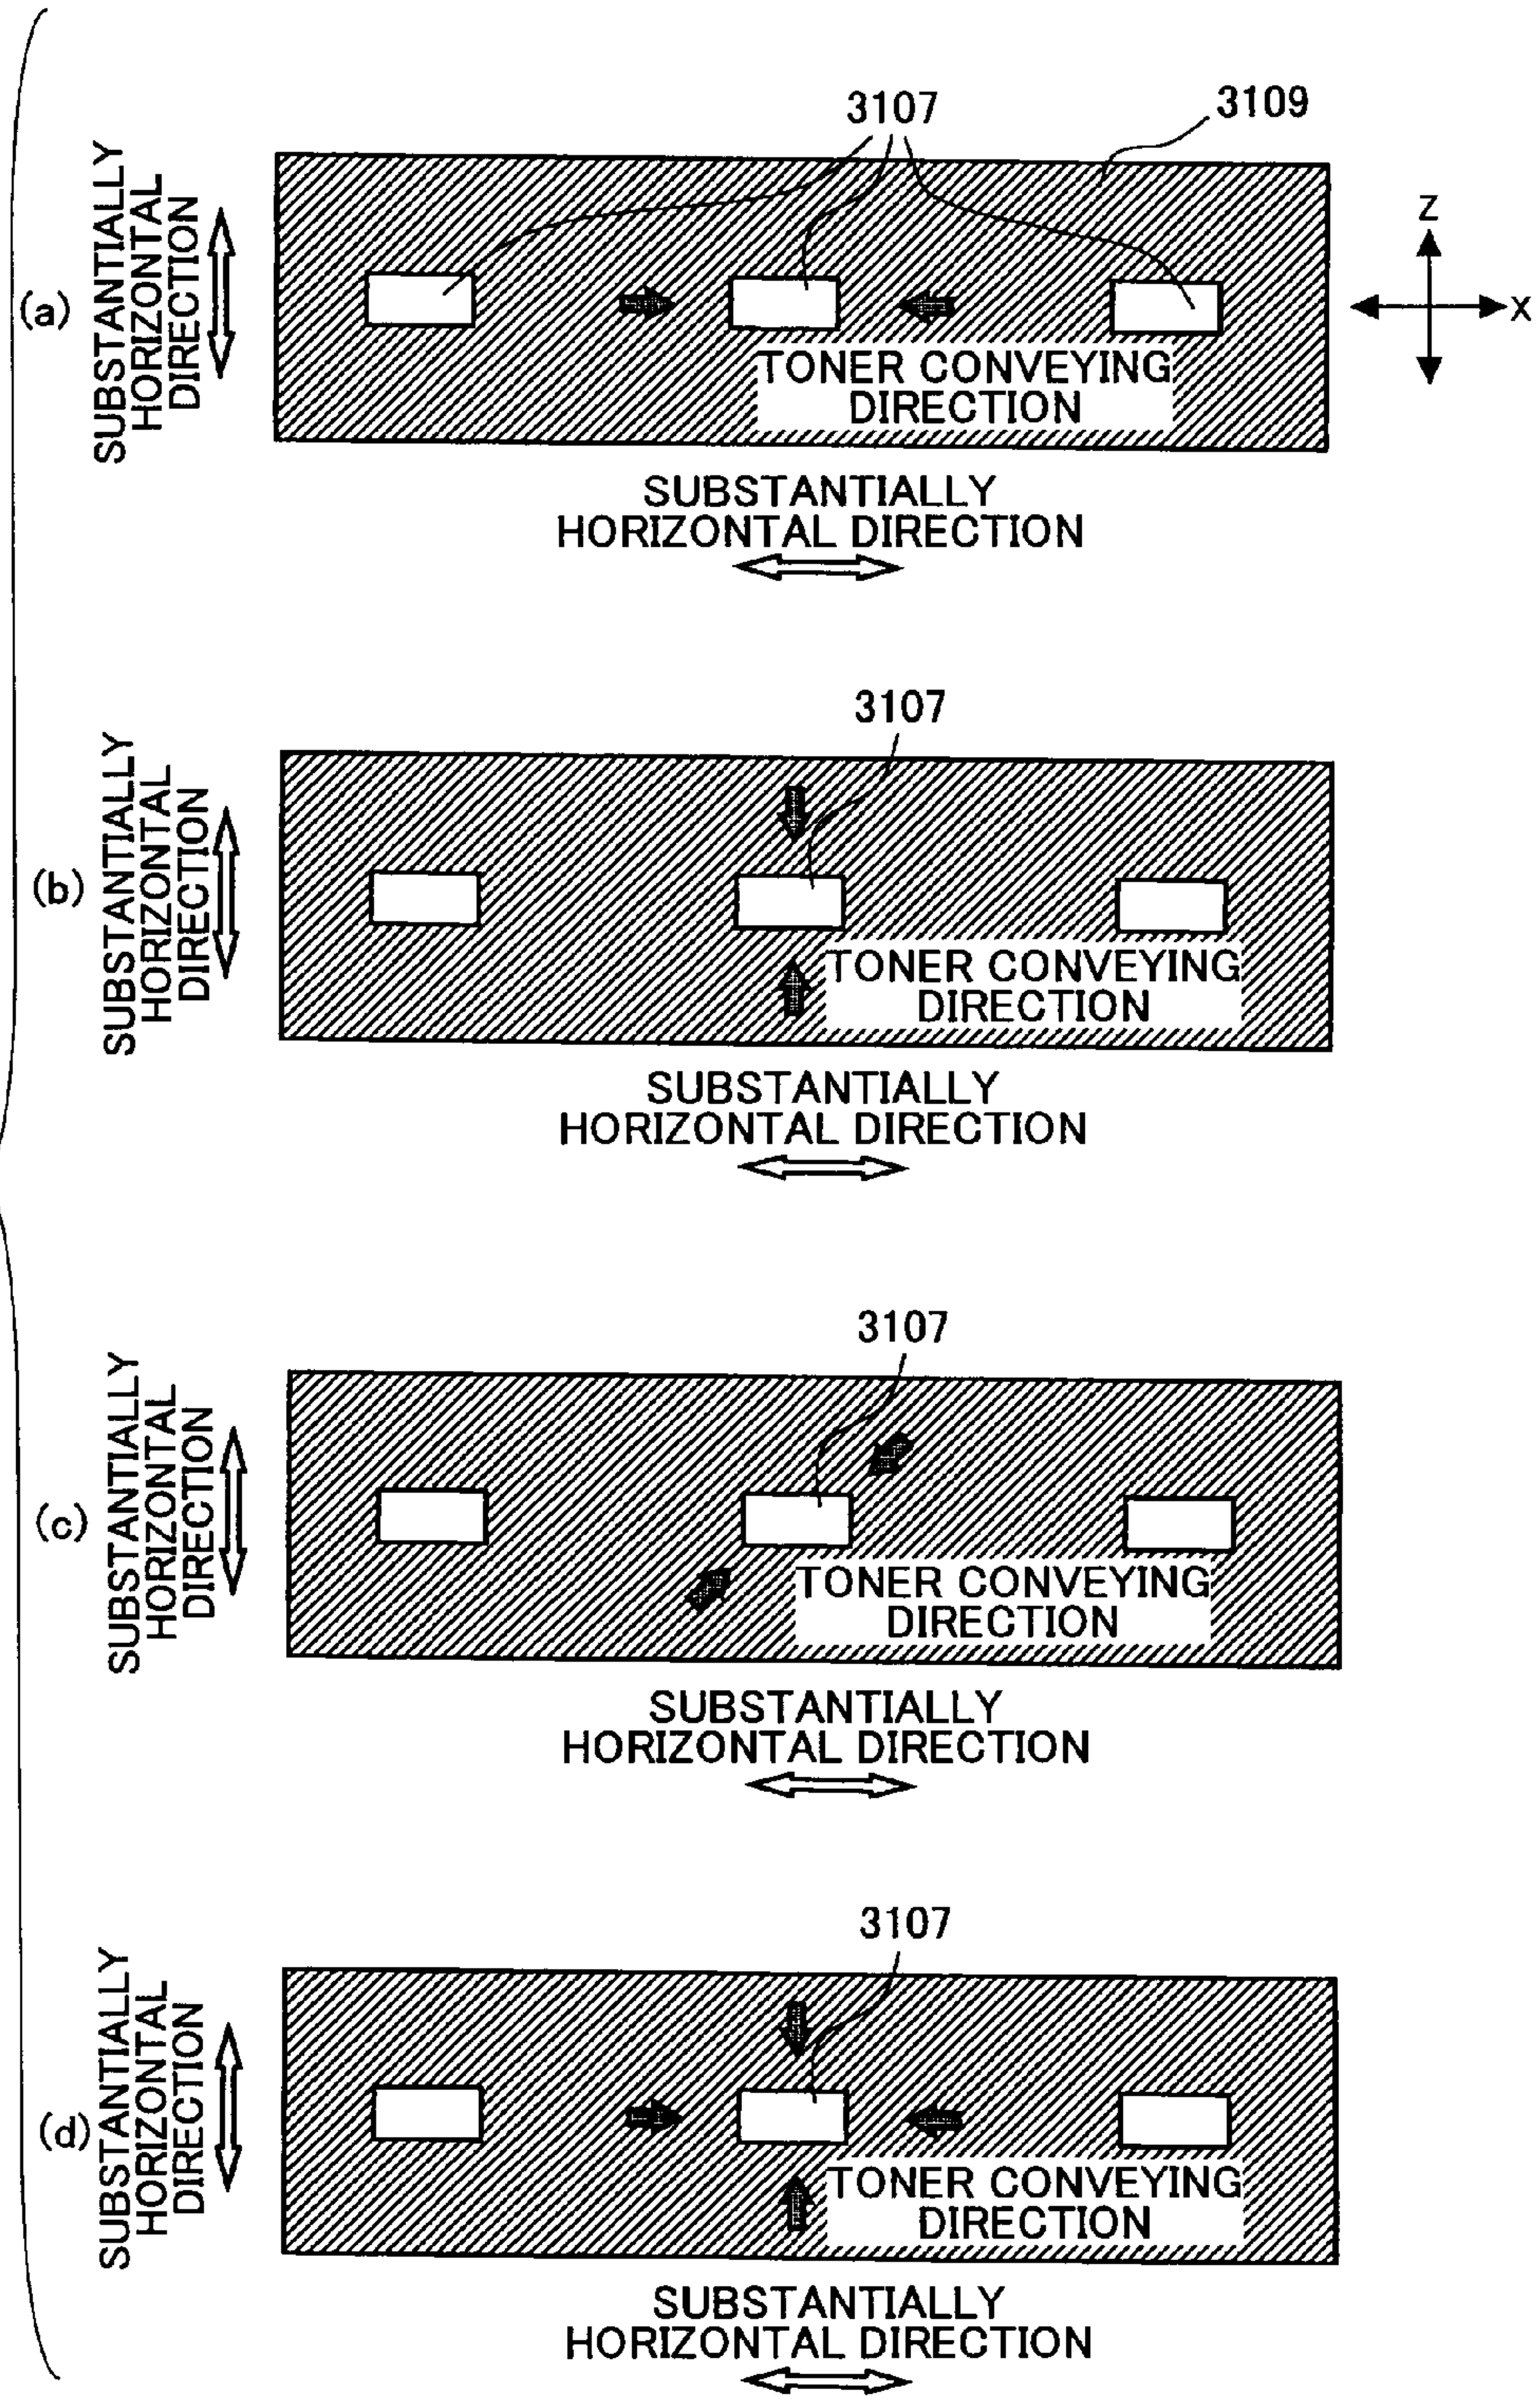 3107
3109
(a)
SUBSTANTIALLY
HORIZONTAL
DIRECTION
Z
X
TONER CONVEYING
DIRECTION
SUBSTANTIALLY
HORIZONTAL DIRECTION
3107
(b)
SUBSTANTIALLY
HORIZONTAL
DIRECTION
TONER CONVEYING
DIRECTION
SUBSTANTIALLY
HORIZONTAL DIRECTION
3107
(c)
SUBSTANTIALLY
HORIZONTAL
DIRECTION
TONER CONVEYING
DIRECTION
SUBSTANTIALLY
HORIZONTAL DIRECTION
3107
(d)
SUBSTANTIALLY
HORIZONTAL
DIRECTION
TONER CONVEYING
DIRECTION
SUBSTANTIALLY
HORIZONTAL DIRECTION